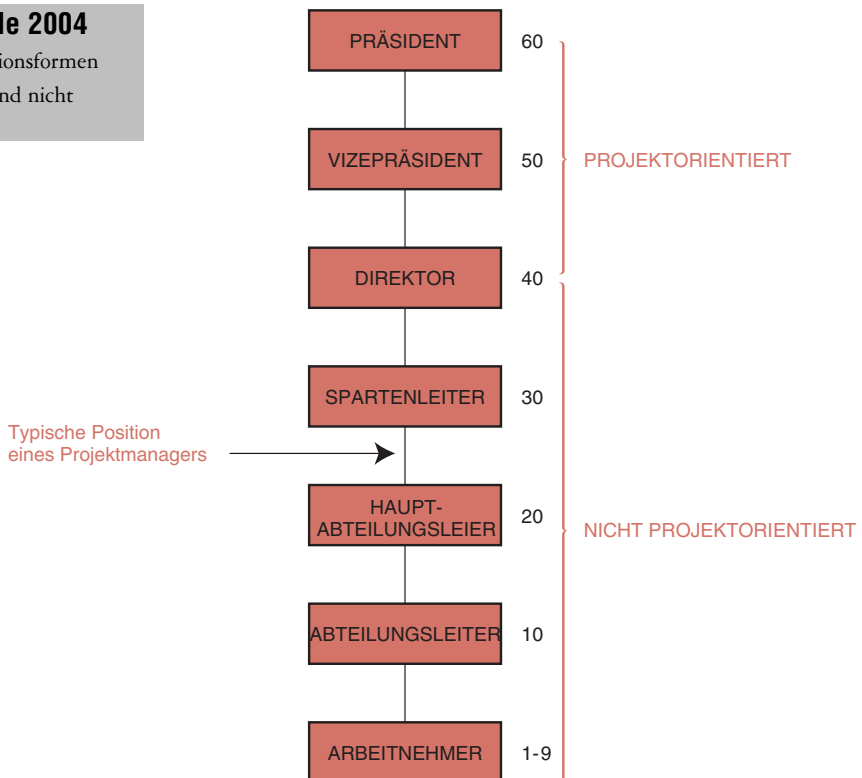 le 2004
ionsformen
nd nicht
PRÄSIDENT 60
VIZEPRÄSIDENT 50 PROJEKTORIENTIERT
DIREKTOR 40
SPARTENLEITER 30
Typische Position
eines Projektmanagers
HAUPT-
ABTEILUNGSLEIER 20 NICHT PROJEKTORIENTIERT
ABTEILUNGSLEITER 10
ARBEITNEHMER 1-9